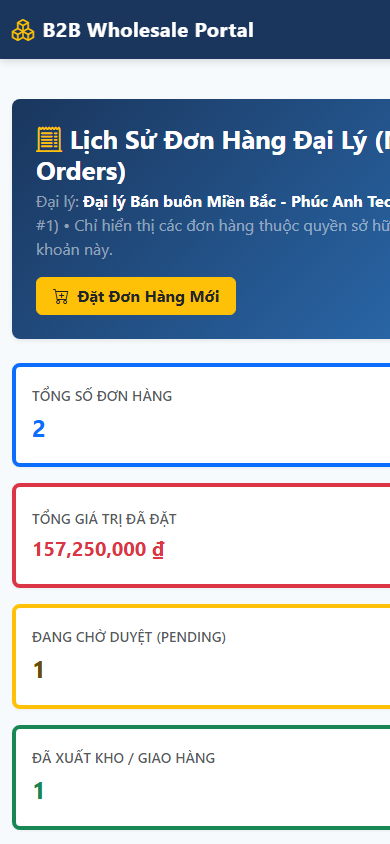 B2B Wholesale Portal
Lịch Sử Đơn Hàng Đại Lý
Orders)
Đại lý: Đại lý Bán buôn Miền Bắc - Phúc Anh Tec
#1) • Chỉ hiển thị các đơn hàng thuộc quyền sở hữ
khoản này.
Đặt Đơn Hàng Mới
TỔNG SỐ ĐƠN HÀNG
2
TỔNG GIÁ TRỊ ĐÃ ĐẶT
157,250,000 ₫
ĐANG CHỜ DUYỆT (PENDING)
1
ĐÃ XUẤT KHO / GIAO HÀNG
1